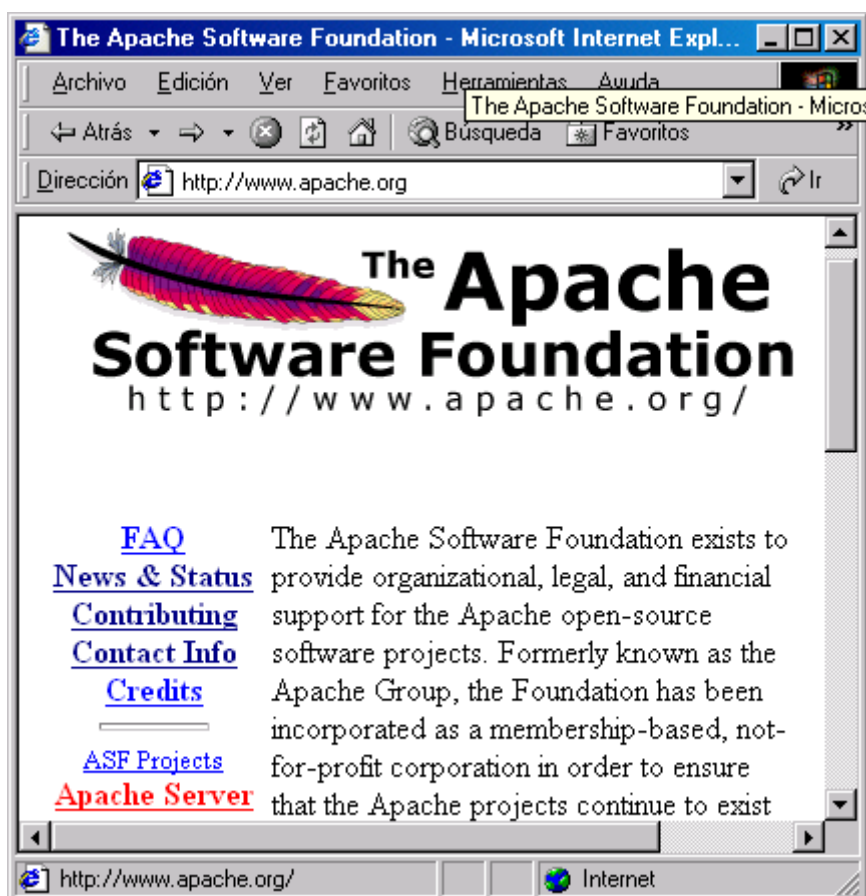 The Apache Software Foundation - Microsoft Internet Expl...
Archivo Edición Ver Favoritos Herramientas Ayuda
The Apache Software Foundation - Micros
Atrás Búsqueda Favoritos »
Dirección http://www.apache.org Ir
The Apache
Software Foundation
http://www.apache.org/
FAQ
News & Status
Contributing
Contact Info
Credits
ASF Projects
Apache Server
The Apache Software Foundation exists to
provide organizational, legal, and financial
support for the Apache open-source
software projects. Formerly known as the
Apache Group, the Foundation has been
incorporated as a membership-based, not-
for-profit corporation in order to ensure
that the Apache projects continue to exist
http://www.apache.org/ Internet